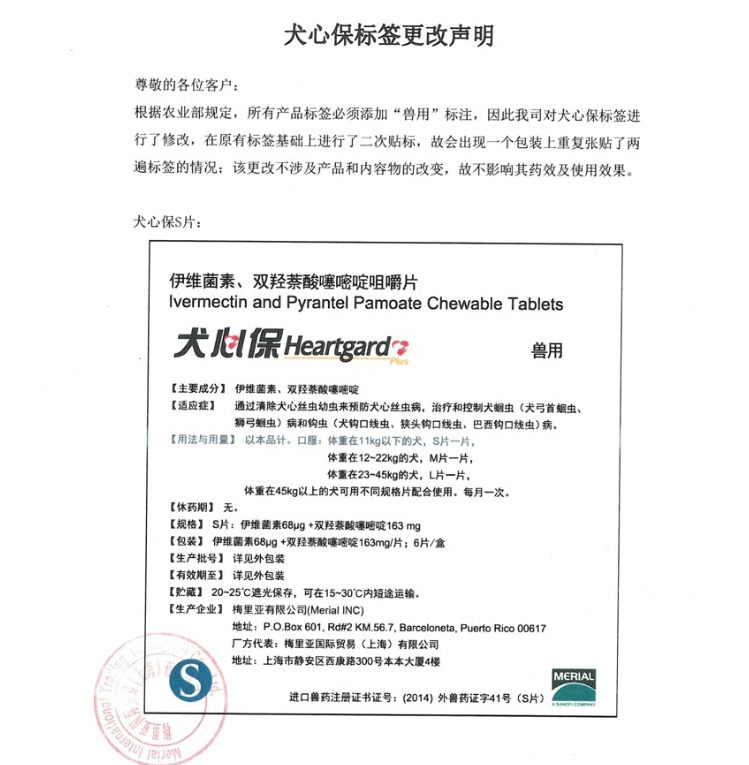 犬心保标签更改声明
尊敬的各位客户：
根据农业部规定，所有产品标签必须添加“兽用”标注，因此我司对犬心保标签进
行了修改，在原有标签基础上进行了二次贴标，故会出现一个包装上重复张贴了两
遍标签的情况；该更改不涉及产品和内容物的改变，故不影响其药效及使用效果。
犬心保S片：
伊维菌素、双羟萘酸噻嘧啶咀嚼片
Ivermectin and Pyrantel Pamoate Chewable Tablets
犬心保 Heartgard Plus
兽用
【主要成分】 伊维菌素、双羟萘酸噻嘧啶
【适应症】 通过清除犬心丝虫幼虫来预防犬心丝虫病，治疗和控制犬蛔虫（犬弓首蛔虫、
狮弓蛔虫）病和钩虫（犬钩口线虫、狭头钩口线虫、巴西钩口线虫）病。
【用法与用量】 以本品计。口服：体重在11kg以下的犬，S片一片，
体重在12~22kg的犬，M片一片，
体重在23~45kg的犬，L片一片，
体重在45kg以上的犬可用不同规格片配合使用。每月一次。
【休药期】 无。
【规格】 S片：伊维菌素68μg +双羟萘酸噻嘧啶163 mg
【包装】 伊维菌素68μg +双羟萘酸噻嘧啶163mg/片；6片/盒
【生产批号】 详见外包装
【有效期至】 详见外包装
【贮藏】 20~25℃遮光保存，可在15~30℃内短途运输。
【生产企业】 梅里亚有限公司(Merial INC)
地址：P.O.Box 601, Rd#2 KM.56.7, Barceloneta, Puerto Rico 00617
厂方代表：梅里亚国际贸易（上海）有限公司
地址：上海市静安区西康路300号本本大厦4楼
S
MERIAL
A SANOFI COMPANY
进口兽药注册证书证号：(2014) 外兽药证字41号（S片）
Merial International Trading
Co., Ltd.